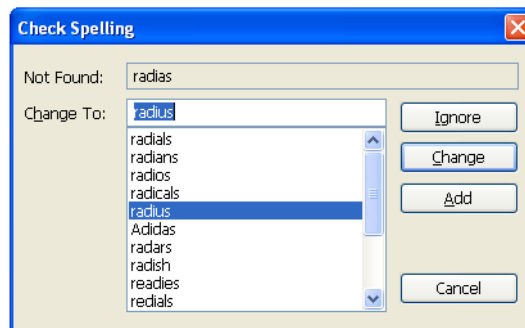 Check Spelling
Not Found: radias
Change To: radius
radials
radians
radios
radicals
radius
Adidas
radars
radish
readies
redials
Ignore
Change
Add
Cancel